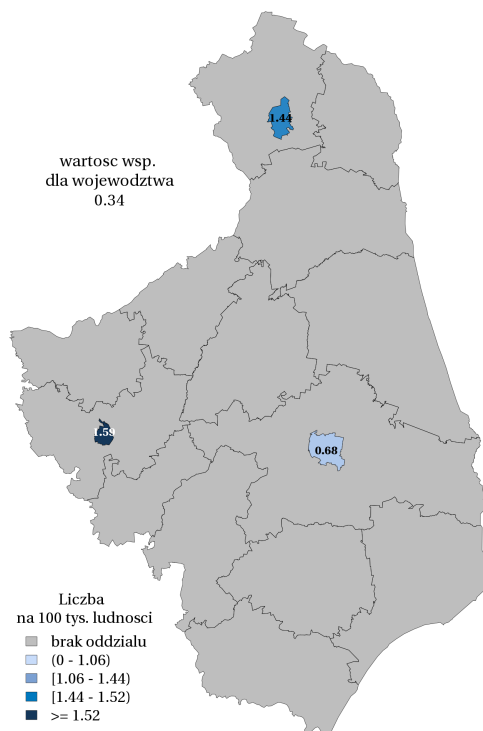 1.44
wartosc wsp.
dla wojewodztwa
0.34
1.59
0.68
Liczba
na 100 tys. ludnosci
brak oddzialu
(0 - 1.06)
[1.06 - 1.44)
[1.44 - 1.52)
>= 1.52